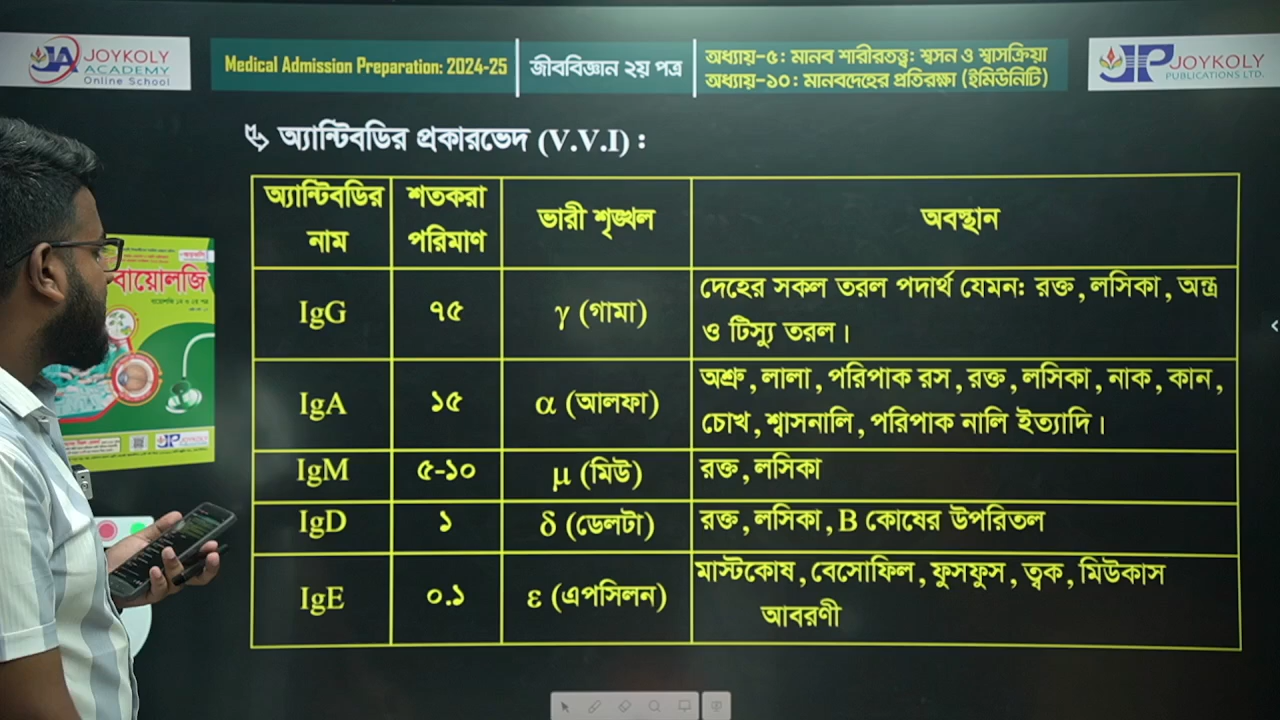 JA JOYKOLY
ACADEMY
Online School
Medical Admission Preparation: 2024-25
জীববিজ্ঞান ২য় পত্র
অধ্যায়-৫: মানব শারীরতত্ত্ব: শ্বসন ও শ্বাসক্রিয়া
অধ্যায়-১০: মানবদেহের প্রতিরক্ষা (ইমিউনিটি)
JP JOYKOLY
PUBLICATIONS LTD.
অ্যান্টিবডির প্রকারভেদ (V.V.I) :
অ্যান্টিবডির নাম শতকরা পরিমাণ ভারী শৃঙ্খল অবস্থান
IgG ৭৫ γ (গামা) দেহের সকল তরল পদার্থ যেমন: রক্ত, লসিকা, অন্ত্র
ও টিস্যু তরল।
IgA ১৫ α (আলফা) অশ্রু, লালা, পরিপাক রস, রক্ত, লসিকা, নাক, কান,
চোখ, শ্বাসনালি, পরিপাক নালি ইত্যাদি।
IgM ৫-১০ μ (মিউ) রক্ত, লসিকা
IgD ১ δ (ডেলটা) রক্ত, লসিকা, B কোষের উপরিতল
IgE ০.১ ε (এপসিলন) মাস্টকোষ, বেসোফিল, ফুসফুস, ত্বক, মিউকাস
আবরণী
বায়োলজি
JP